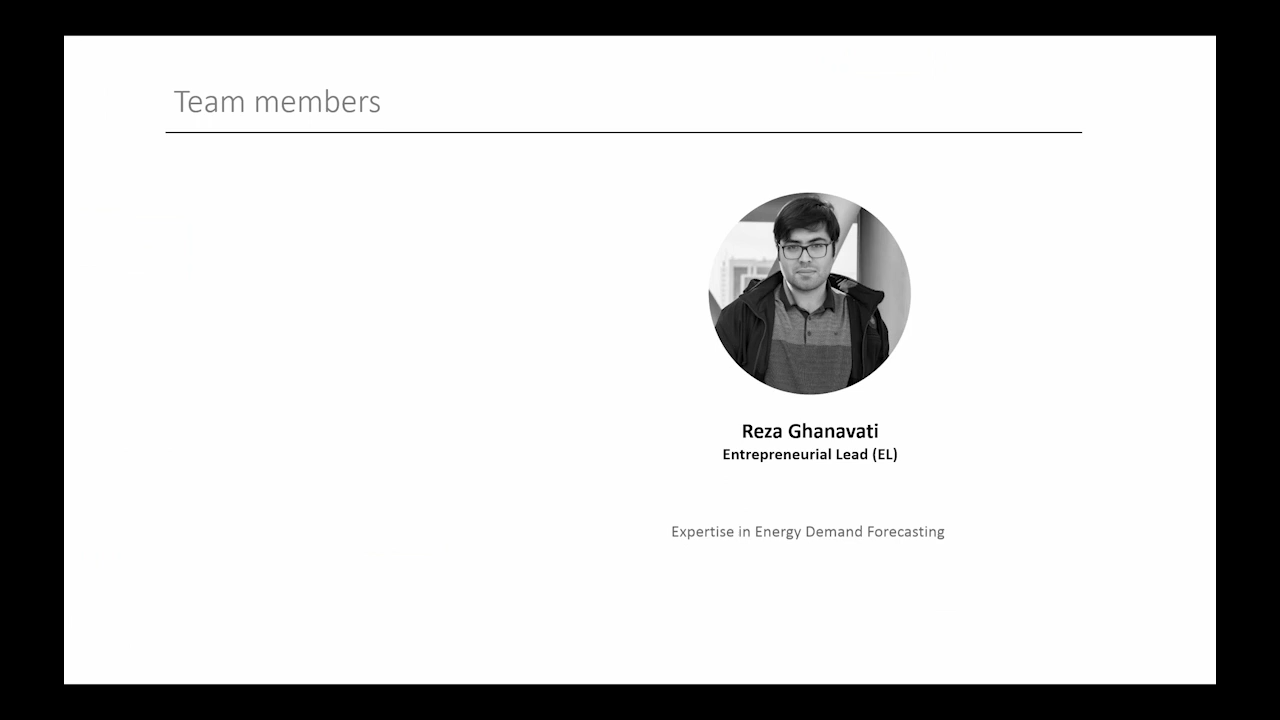 Team members
Reza Ghanavati
Entrepreneurial Lead (EL)
Expertise in Energy Demand Forecasting